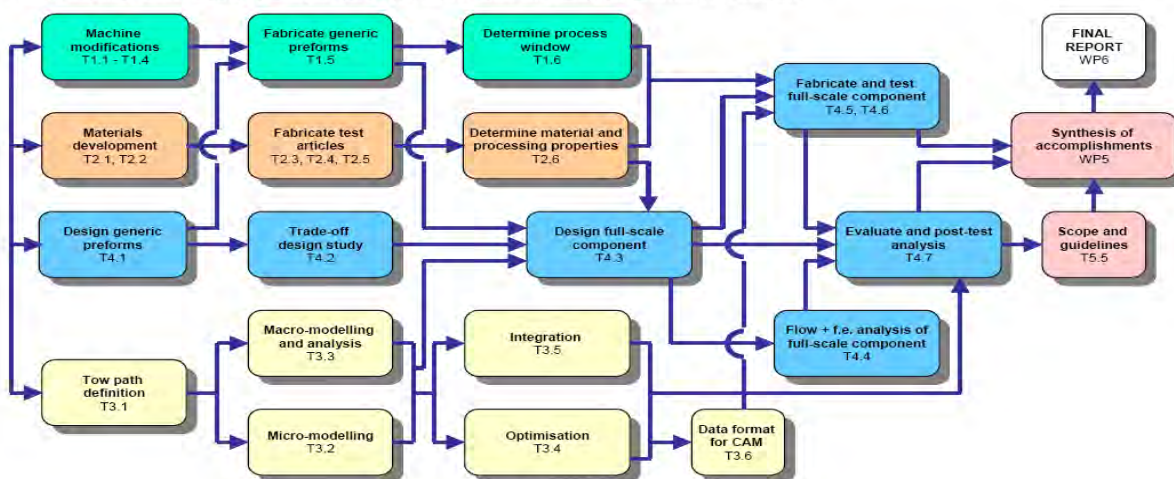 Machine
modifications
T1.1 - T1.4
Fabricate generic
preforms
T1.5
Determine process
window
T1.6
FINAL
REPORT
WP6
Fabricate and test
full-scale component
T4.5, T4.6
Materials
development
T2.1, T2.2
Fabricate test
articles
T2.3, T2.4, T2.5
Determine material and
processing properties
T2.6
Synthesis of
accomplishments
WP5
Design generic
preforms
T4.1
Trade-off
design study
T4.2
Design full-scale
component
T4.3
Evaluate and post-test
analysis
T4.7
Scope and
guidelines
T5.5
Macro-modelling
and analysis
T3.3
Integration
T3.5
Flow + f.e. analysis of
full-scale component
T4.4
Tow path
definition
T3.1
Micro-modelling
T3.2
Optimisation
T3.4
Data format
for CAM
T3.6